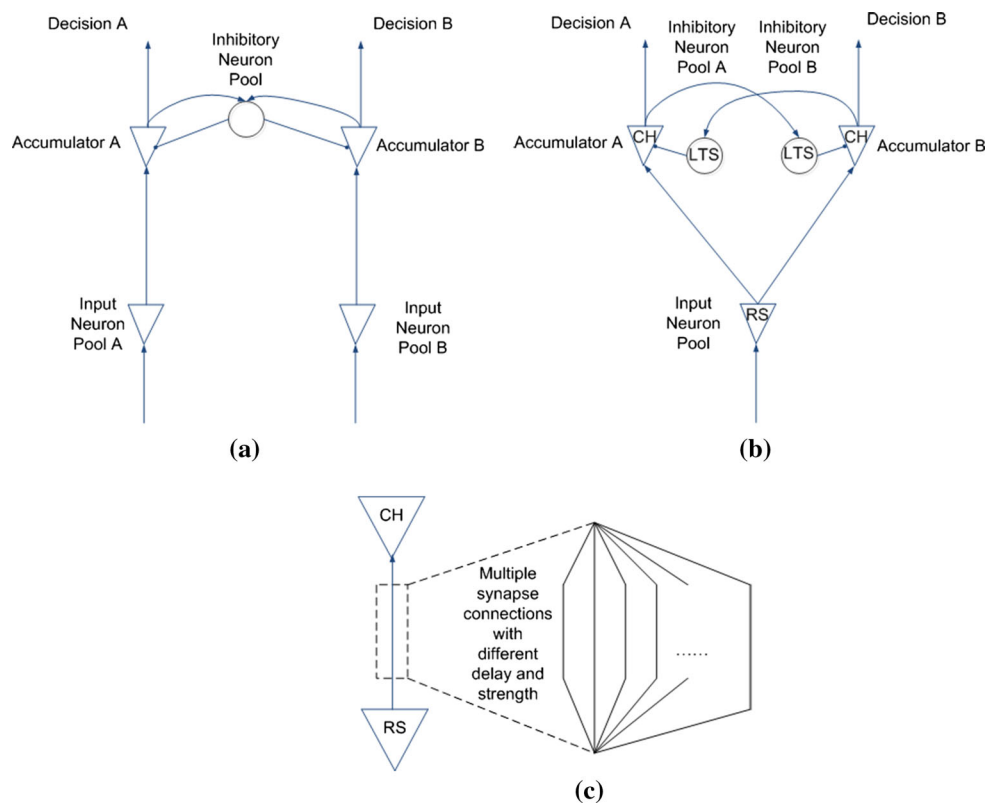 Decision A
Inhibitory
Neuron
Pool
Decision B
Accumulator A
Accumulator B
Input
Neuron
Pool A
Input
Neuron
Pool B
(a)
Decision A
Inhibitory
Neuron
Pool A
Inhibitory
Neuron
Pool B
Decision B
Accumulator A
CH
LTS
LTS
CH
Accumulator B
Input
Neuron
Pool
RS
(b)
CH
Multiple
synapse
connections
with
different
delay and
strength
......
RS
(c)